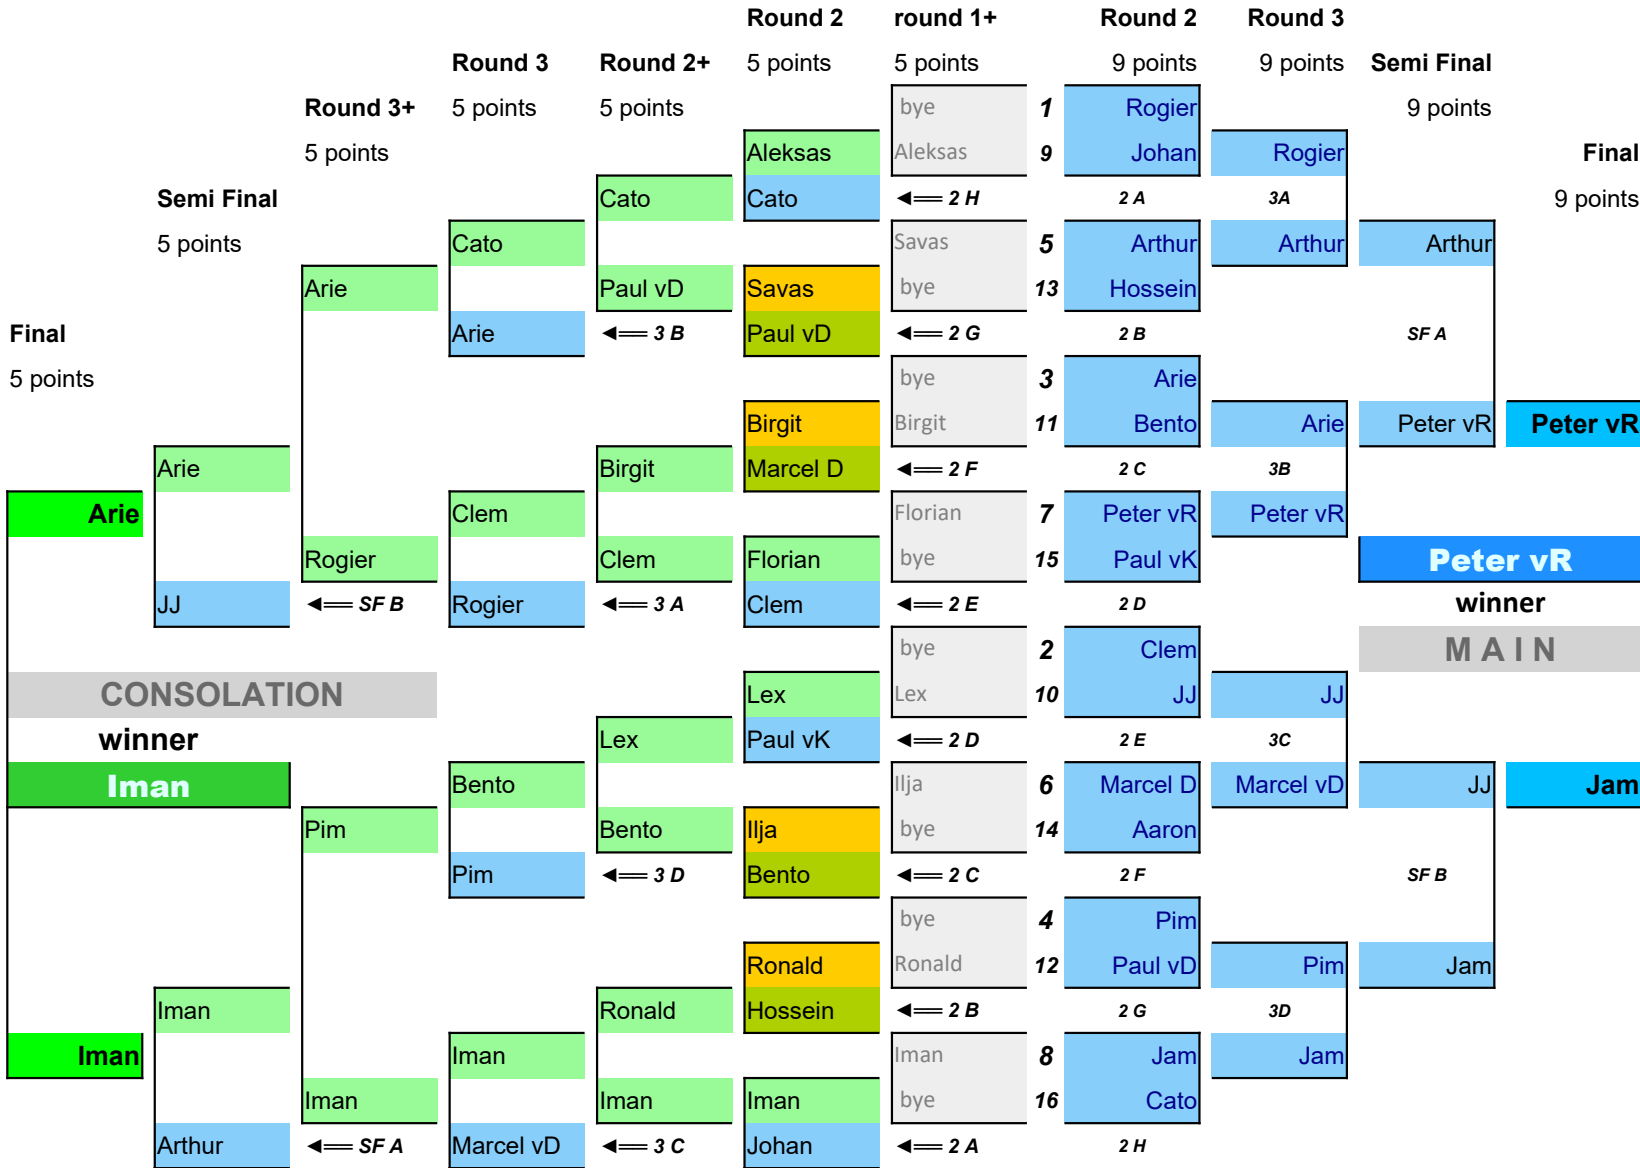 Round 2 round 1+ Round 2 Round 3
Round 3 Round 2+ 5 points 5 points 9 points 9 points Semi Final
Round 3+ 5 points 5 points bye 1 Rogier 9 points
5 points Aleksas Aleksas 9 Johan Rogier Final
Semi Final Cato Cato ◄══ 2 H 2 A 3A 9 points
5 points Cato Savas 5 Arthur Arthur Arthur
Arie Paul vD Savas bye 13 Hossein
Final Arie ◄══ 3 B Paul vD ◄══ 2 G 2 B SF A
5 points bye 3 Arie
Birgit Birgit 11 Bento Arie Peter vR Peter vR
Arie Birgit Marcel D ◄══ 2 F 2 C 3B
Arie Clem Florian 7 Peter vR Peter vR
Rogier Clem Florian bye 15 Paul vK Peter vR
JJ ◄══ SF B Rogier ◄══ 3 A Clem ◄══ 2 E 2 D winner
bye 2 Clem M A I N
CONSOLATION Lex Lex 10 JJ JJ
winner Lex Paul vK ◄══ 2 D 2 E 3C
Iman Bento Ilja 6 Marcel D Marcel vD JJ Jam
Pim Bento Ilja bye 14 Aaron
Pim ◄══ 3 D Bento ◄══ 2 C 2 F SF B
bye 4 Pim
Ronald Ronald 12 Paul vD Pim Jam
Iman Ronald Hossein ◄══ 2 B 2 G 3D
Iman Iman Iman 8 Jam Jam
Iman Iman Iman bye 16 Cato
Arthur ◄══ SF A Marcel vD ◄══ 3 C Johan ◄══ 2 A 2 H